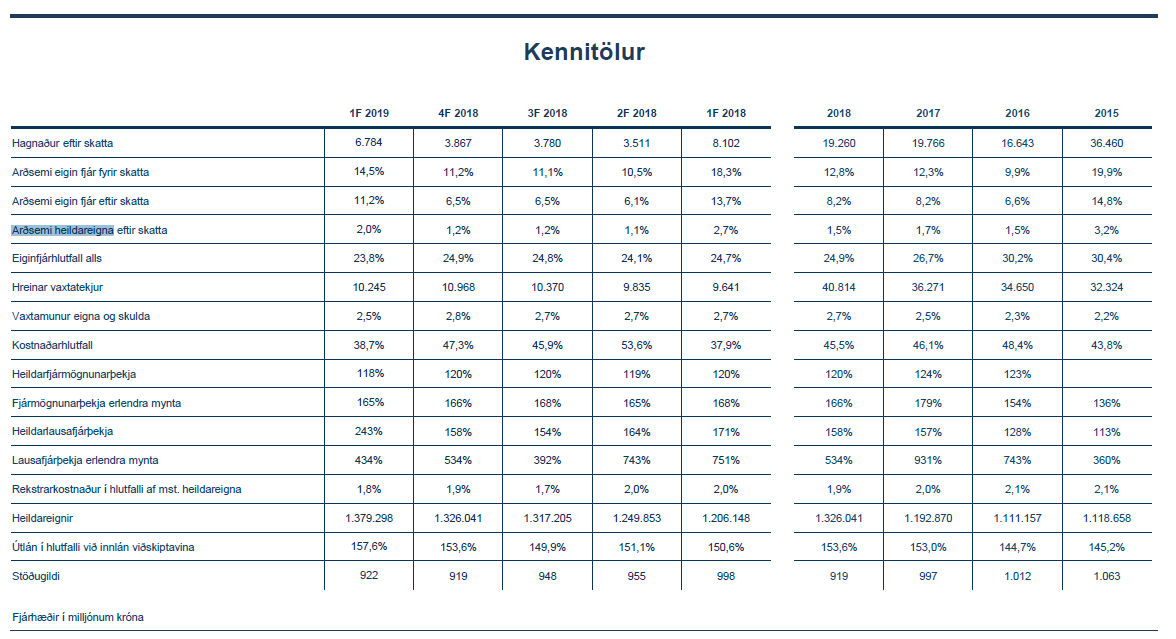 Kennitölur
1F 2019 4F 2018 3F 2018 2F 2018 1F 2018 2018 2017 2016 2015
Hagnaður eftir skatta 6.784 3.867 3.780 3.511 8.102 19.260 19.766 16.643 36.460
Arðsemi eigin fjár fyrir skatta 14,5% 11,2% 11,1% 10,5% 18,3% 12,8% 12,3% 9,9% 19,9%
Arðsemi eigin fjár eftir skatta 11,2% 6,5% 6,5% 6,1% 13,7% 8,2% 8,2% 6,6% 14,8%
Arðsemi heildareigna eftir skatta 2,0% 1,2% 1,2% 1,1% 2,7% 1,5% 1,7% 1,5% 3,2%
Eiginfjárhlutfall alls 23,8% 24,9% 24,8% 24,1% 24,7% 24,9% 26,7% 30,2% 30,4%
Hreinar vaxtatekjur 10.245 10.968 10.370 9.835 9.641 40.814 36.271 34.650 32.324
Vaxtamunur eigna og skulda 2,5% 2,8% 2,7% 2,7% 2,7% 2,7% 2,5% 2,3% 2,2%
Kostnaðarhlutfall 38,7% 47,3% 45,9% 53,6% 37,9% 45,5% 46,1% 48,4% 43,8%
Heildarfjármögnunarþekja 118% 120% 120% 119% 120% 120% 124% 123%
Fjármögnunarþekja erlendra mynta 165% 166% 168% 165% 168% 166% 179% 154% 136%
Heildarlausafjárþekja 243% 158% 154% 164% 171% 158% 157% 128% 113%
Lausafjárþekja erlendra mynta 434% 534% 392% 743% 751% 534% 931% 743% 360%
Rekstrarkostnaður í hlutfalli af mst. heildareigna 1,8% 1,9% 1,7% 2,0% 2,0% 1,9% 2,0% 2,1% 2,1%
Heildareignir 1.379.298 1.326.041 1.317.205 1.249.853 1.206.148 1.326.041 1.192.870 1.111.157 1.118.658
Útlán í hlutfalli við innlán viðskiptavina 157,6% 153,6% 149,9% 151,1% 150,6% 153,6% 153,0% 144,7% 145,2%
Stöðugildi 922 919 948 955 998 919 997 1.012 1.063
Fjárhæðir í milljónum króna